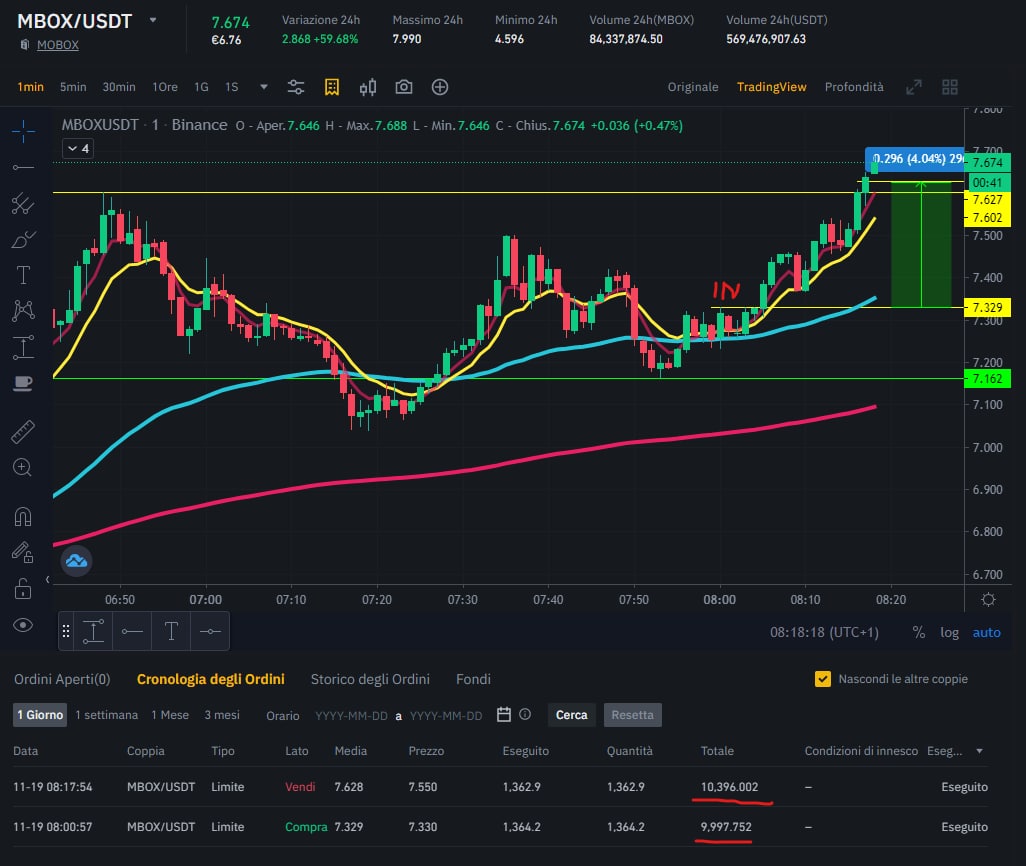 MBOX/USDT
MOBOX
7.674
€6.76
Variazione 24h
2.868 +59.68%
Massimo 24h
7.990
Minimo 24h
4.596
Volume 24h(MBOX)
84,337,874.50
Volume 24h(USDT)
569,476,907.63
1min 5min 30min 1Ore 1G 1S
Originale TradingView Profondità
MBOXUSDT · 1 · Binance O - Aper.7.646 H - Max.7.688 L - Min.7.646 C - Chius.7.674 +0.036 (+0.47%)
4
0.296 (4.04%) 29
IN
7.800
7.700
7.674
00:41
7.627
7.602
7.500
7.400
7.329
7.300
7.200
7.162
7.100
7.000
6.900
6.800
6.700
06:50 07:00 07:10 07:20 07:30 07:40 07:50 08:00 08:10 08:20
08:18:18 (UTC+1) % log auto
Ordini Aperti(0) Cronologia degli Ordini Storico degli Ordini Fondi Nascondi le altre coppie
1 Giorno 1 settimana 1 Mese 3 mesi Orario YYYY-MM-DD a YYYY-MM-DD Cerca Resetta
Data Coppia Tipo Lato Media Prezzo Eseguito Quantità Totale Condizioni di innesco Eseg...
11-19 08:17:54 MBOX/USDT Limite Vendi 7.628 7.550 1,362.9 1,362.9 10,396.002 – Eseguito
11-19 08:00:57 MBOX/USDT Limite Compra 7.329 7.330 1,364.2 1,364.2 9,997.752 – Eseguito